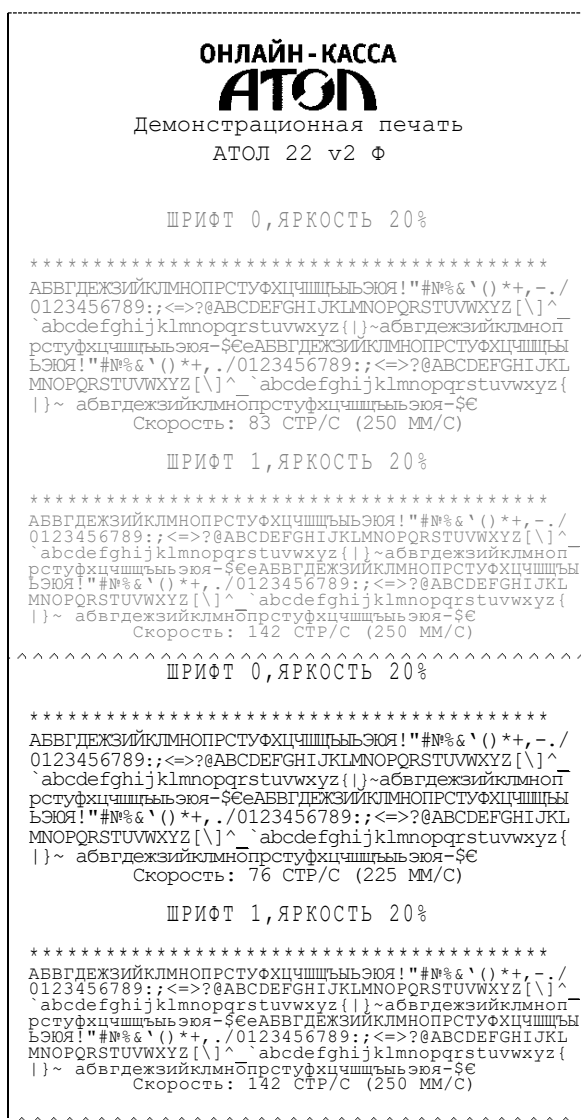 ОНЛАЙН-КАССА
АТОЛ
Демонстрационная печать
АТОЛ 22 v2 Ф
ШРИФТ 0,ЯРКОСТЬ 20%
*****************************************
АБВГДЕЖЗИЙКЛМНОПРСТУФХЦЧШЩЪЫЬЭЮЯ!"#№%&`()*+,-./
0123456789:;<=>?@ABCDEFGHIJKLMNOPQRSTUVWXYZ[\]^_
`abcdefghijklmnopqrstuvwxyz{|}~абвгдежзийклмноп
рстуфхцчшщъыьэюя-$€еАБВГДЕЖЗИЙКЛМНОПРСТУФХЦЧШЩЪЫ
ЬЭЮЯ!"#№%&`()*+,./0123456789:;<=>?@ABCDEFGHIJKL
MNOPQRSTUVWXYZ[\]^_`abcdefghijklmnopqrstuvwxyz{
|}~ абвгдежзийклмнопрстуфхцчшщъыьэюя-$€
Скорость: 83 СТР/С (250 ММ/С)
ШРИФТ 1,ЯРКОСТЬ 20%
*****************************************
АБВГДЕЖЗИЙКЛМНОПРСТУФХЦЧШЩЪЫЬЭЮЯ!"#№%&`()*+,-./
0123456789:;<=>?@ABCDEFGHIJKLMNOPQRSTUVWXYZ[\]^_
`abcdefghijklmnopqrstuvwxyz{|}~абвгдежзийклмноп
рстуфхцчшщъыьэюя-$€еАБВГДЕЖЗИЙКЛМНОПРСТУФХЦЧШЩЪЫ
ЬЭЮЯ!"#№%&`()*+,./0123456789:;<=>?@ABCDEFGHIJKL
MNOPQRSTUVWXYZ[\]^_`abcdefghijklmnopqrstuvwxyz{
|}~ абвгдежзийклмнопрстуфхцчшщъыьэюя-$€
Скорость: 142 СТР/С (250 ММ/С)
ШРИФТ 0,ЯРКОСТЬ 20%
*****************************************
АБВГДЕЖЗИЙКЛМНОПРСТУФХЦЧШЩЪЫЬЭЮЯ!"#№%&`()*+,-./
0123456789:;<=>?@ABCDEFGHIJKLMNOPQRSTUVWXYZ[\]^_
`abcdefghijklmnopqrstuvwxyz{|}~абвгдежзийклмноп
рстуфхцчшщъыьэюя-$€еАБВГДЕЖЗИЙКЛМНОПРСТУФХЦЧШЩЪЫ
ЬЭЮЯ!"#№%&`()*+,./0123456789:;<=>?@ABCDEFGHIJKL
MNOPQRSTUVWXYZ[\]^_`abcdefghijklmnopqrstuvwxyz{
|}~ абвгдежзийклмнопрстуфхцчшщъыьэюя-$€
Скорость: 76 СТР/С (225 ММ/С)
ШРИФТ 1,ЯРКОСТЬ 20%
*****************************************
АБВГДЕЖЗИЙКЛМНОПРСТУФХЦЧШЩЪЫЬЭЮЯ!"#№%&`()*+,-./
0123456789:;<=>?@ABCDEFGHIJKLMNOPQRSTUVWXYZ[\]^_
`abcdefghijklmnopqrstuvwxyz{|}~абвгдежзийклмноп
рстуфхцчшщъыьэюя-$€еАБВГДЕЖЗИЙКЛМНОПРСТУФХЦЧШЩЪЫ
ЬЭЮЯ!"#№%&`()*+,./0123456789:;<=>?@ABCDEFGHIJKL
MNOPQRSTUVWXYZ[\]^_`abcdefghijklmnopqrstuvwxyz{
|}~ абвгдежзийклмнопрстуфхцчшщъыьэюя-$€
Скорость: 142 СТР/С (250 ММ/С)